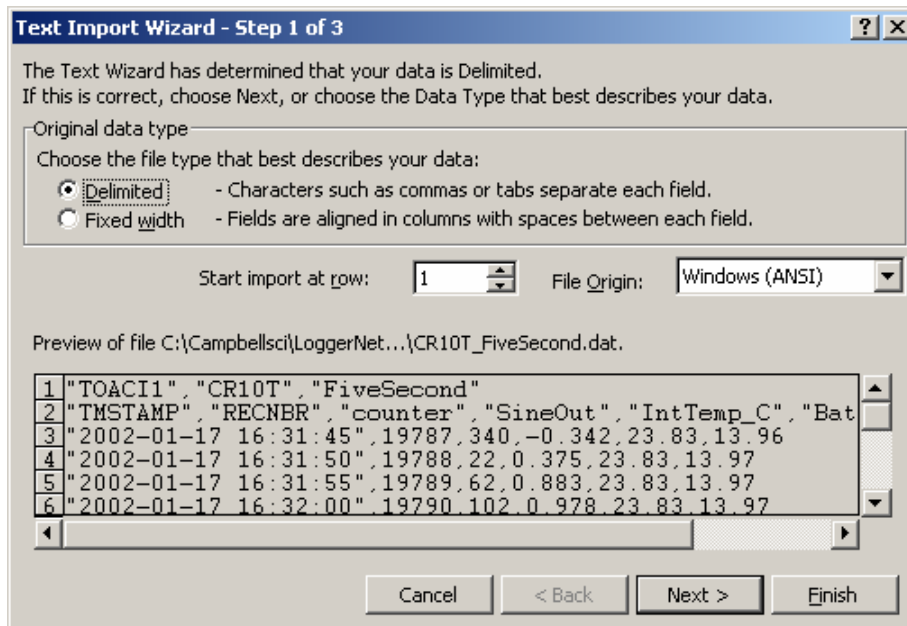 Text Import Wizard - Step 1 of 3
The Text Wizard has determined that your data is Delimited.
If this is correct, choose Next, or choose the Data Type that best describes your data.
Original data type
Choose the file type that best describes your data:
Delimited - Characters such as commas or tabs separate each field.
Fixed width - Fields are aligned in columns with spaces between each field.
Start import at row: 1 File Origin: Windows (ANSI)
Preview of file C:\Campbellsci\LoggerNet...\CR10T_FiveSecond.dat.
1 "TOACI1","CR10T","FiveSecond"
2 "TMSTAMP","RECNBR","counter","SineOut","IntTemp_C","Bat
3 "2002-01-17 16:31:45",19787,340,-0.342,23.83,13.96
4 "2002-01-17 16:31:50",19788,22,0.375,23.83,13.97
5 "2002-01-17 16:31:55",19789,62,0.883,23.83,13.97
6 "2002-01-17 16:32:00",19790,102,0.978,23.83,13.97
Cancel < Back Next > Finish